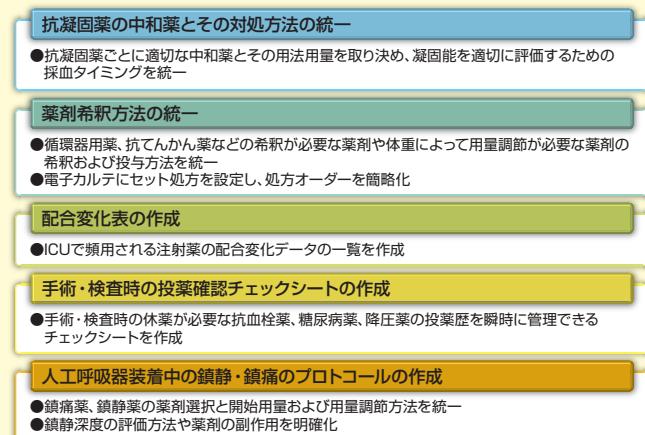 抗凝固薬の中和薬とその対処方法の統一
●抗凝固薬ごとに適切な中和薬とその用法用量を取り決め、凝固能を適切に評価するための
採血タイミングを統一
薬剤希釈方法の統一
●循環器用薬、抗てんかん薬などの希釈が必要な薬剤や体重によって用量調節が必要な薬剤の
希釈および投与方法を統一
●電子カルテにセット処方を設定し、処方オーダーを簡略化
配合変化表の作成
●ICUで頻用される注射薬の配合変化データの一覧を作成
手術・検査時の投薬確認チェックシートの作成
●手術・検査時の休薬が必要な抗血栓薬、糖尿病薬、降圧薬の投薬歴を瞬時に管理できる
チェックシートを作成
人工呼吸器装着中の鎮静・鎮痛のプロトコールの作成
●鎮痛薬、鎮静薬の薬剤選択と開始用量および用量調節方法を統一
●鎮静深度の評価方法や薬剤の副作用を明確化